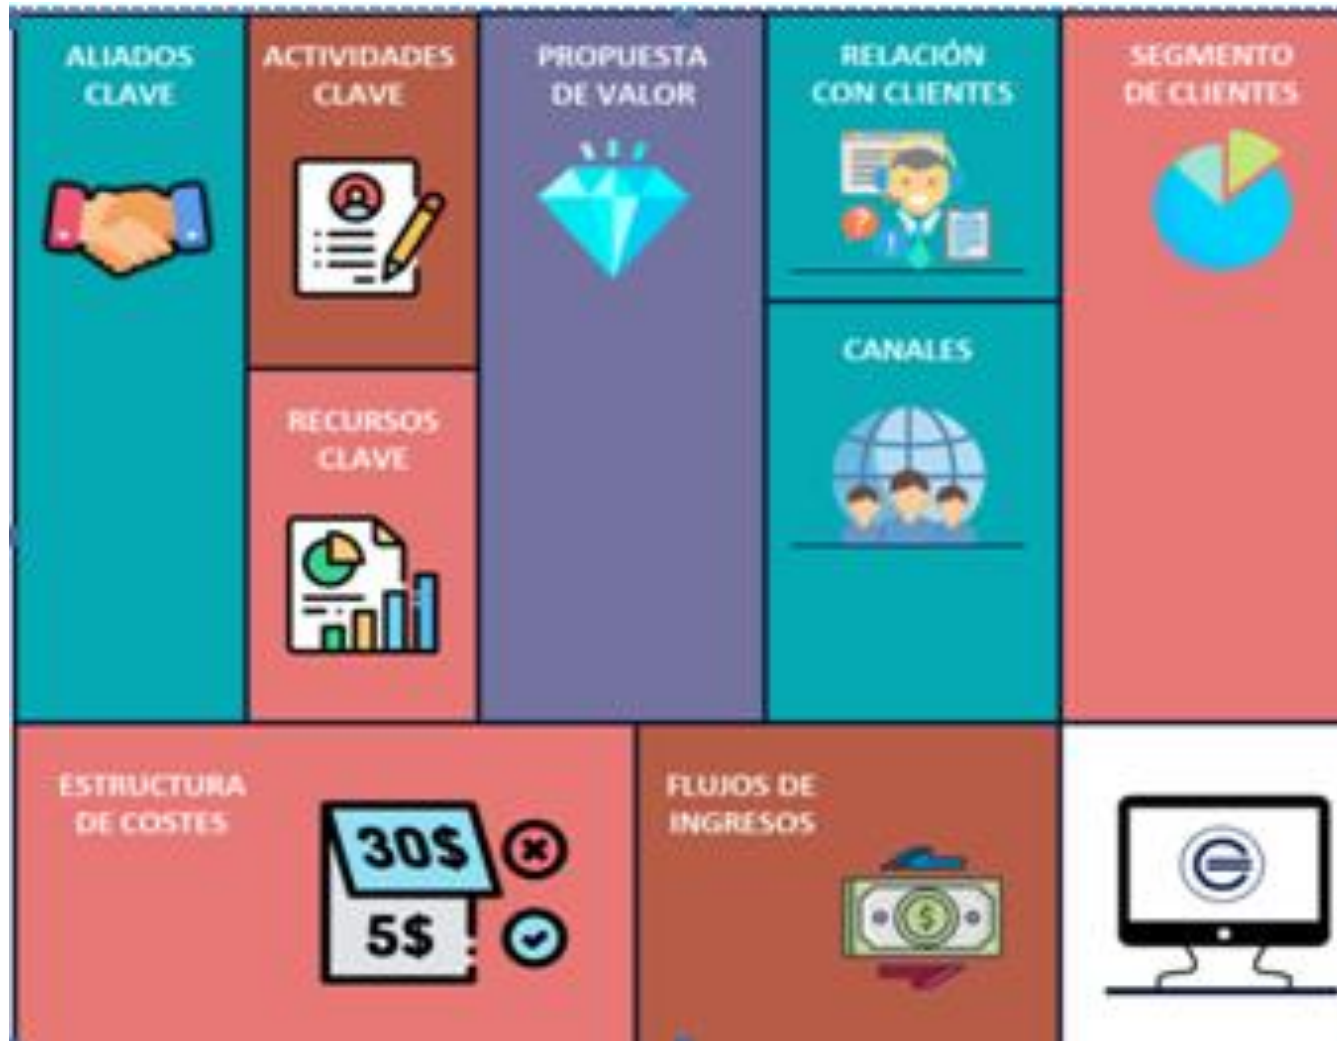 ALIADOS
CLAVE
ACTIVIDADES
CLAVE
RECURSOS
CLAVE
PROPUESTA
DE VALOR
RELACIÓN
CON CLIENTES
?
!
CANALES
SEGMENTO
DE CLIENTES
ESTRUCTURA
DE COSTES
30$
5$
FLUJOS DE
INGRESOS
$